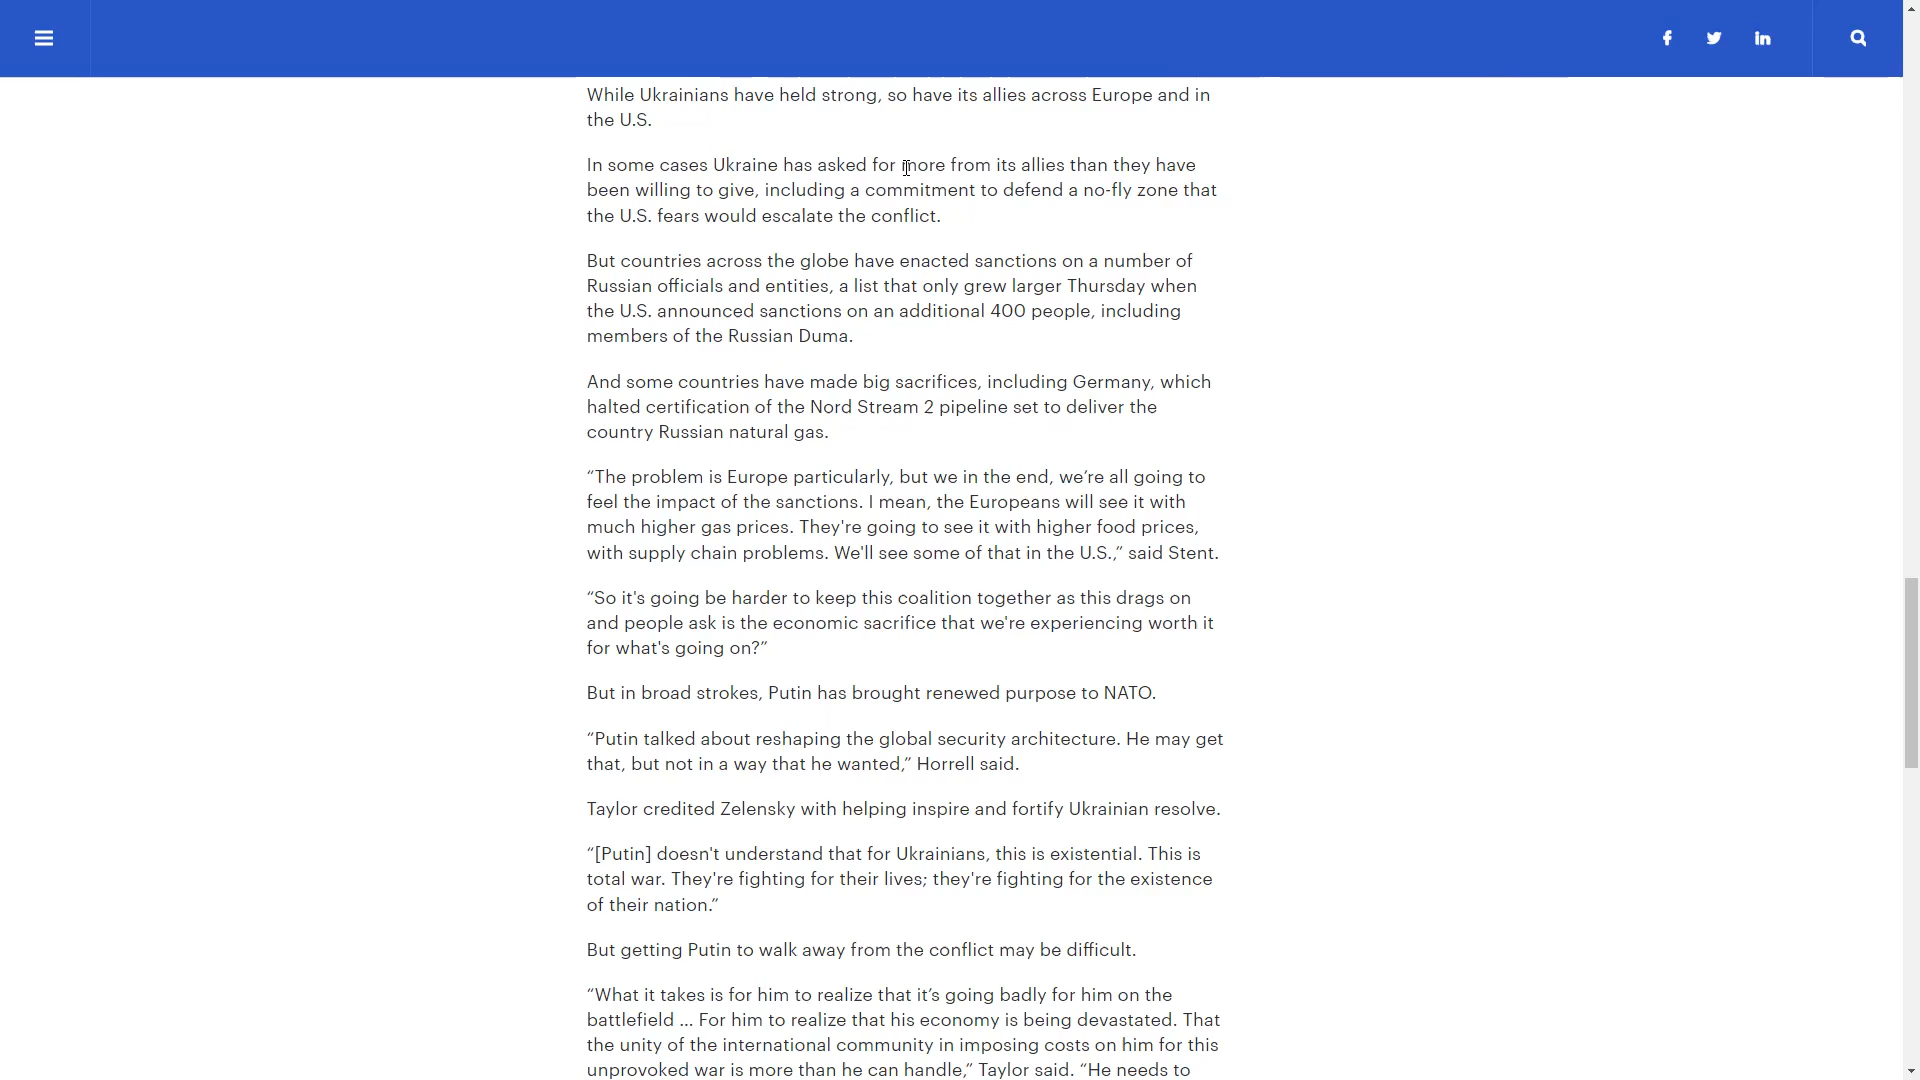 While Ukrainians have held strong, so have its allies across Europe and in
the U.S.
In some cases Ukraine has asked for more from its allies than they have
been willing to give, including a commitment to defend a no-fly zone that
the U.S. fears would escalate the conflict.
But countries across the globe have enacted sanctions on a number of
Russian officials and entities, a list that only grew larger Thursday when
the U.S. announced sanctions on an additional 400 people, including
members of the Russian Duma.
And some countries have made big sacrifices, including Germany, which
halted certification of the Nord Stream 2 pipeline set to deliver the
country Russian natural gas.
“The problem is Europe particularly, but we in the end, we’re all going to
feel the impact of the sanctions. I mean, the Europeans will see it with
much higher gas prices. They're going to see it with higher food prices,
with supply chain problems. We'll see some of that in the U.S.,” said Stent.
“So it's going be harder to keep this coalition together as this drags on
and people ask is the economic sacrifice that we're experiencing worth it
for what's going on?”
But in broad strokes, Putin has brought renewed purpose to NATO.
“Putin talked about reshaping the global security architecture. He may get
that, but not in a way that he wanted,” Horrell said.
Taylor credited Zelensky with helping inspire and fortify Ukrainian resolve.
“[Putin] doesn't understand that for Ukrainians, this is existential. This is
total war. They're fighting for their lives; they're fighting for the existence
of their nation.”
But getting Putin to walk away from the conflict may be difficult.
“What it takes is for him to realize that it’s going badly for him on the
battlefield … For him to realize that his economy is being devastated. That
the unity of the international community in imposing costs on him for this
unprovoked war is more than he can handle,” Taylor said. “He needs to